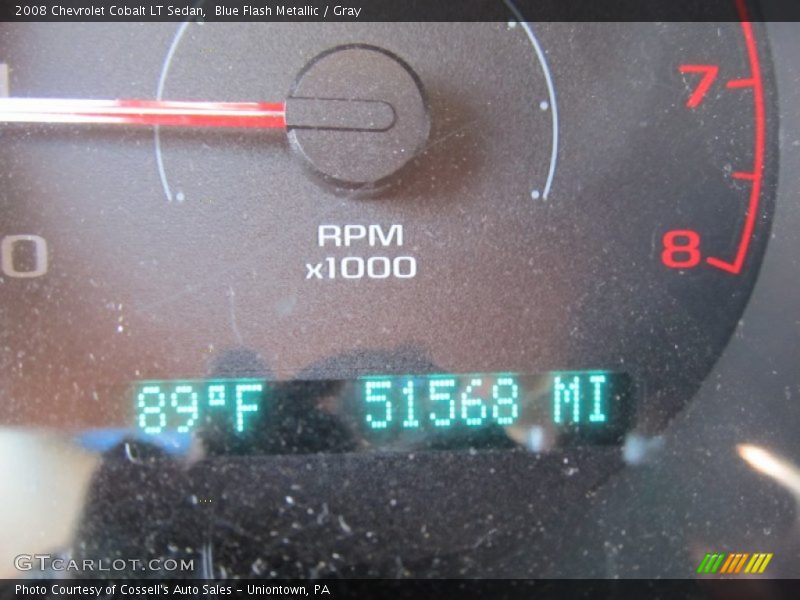 2008 Chevrolet Cobalt LT Sedan,  Blue Flash Metallic / Gray
7
RPM
0
8
x1000
89°F 51568 MI
GTCARLOT.COM
Photo Courtesy of Cossell's Auto Sales - Uniontown, PA